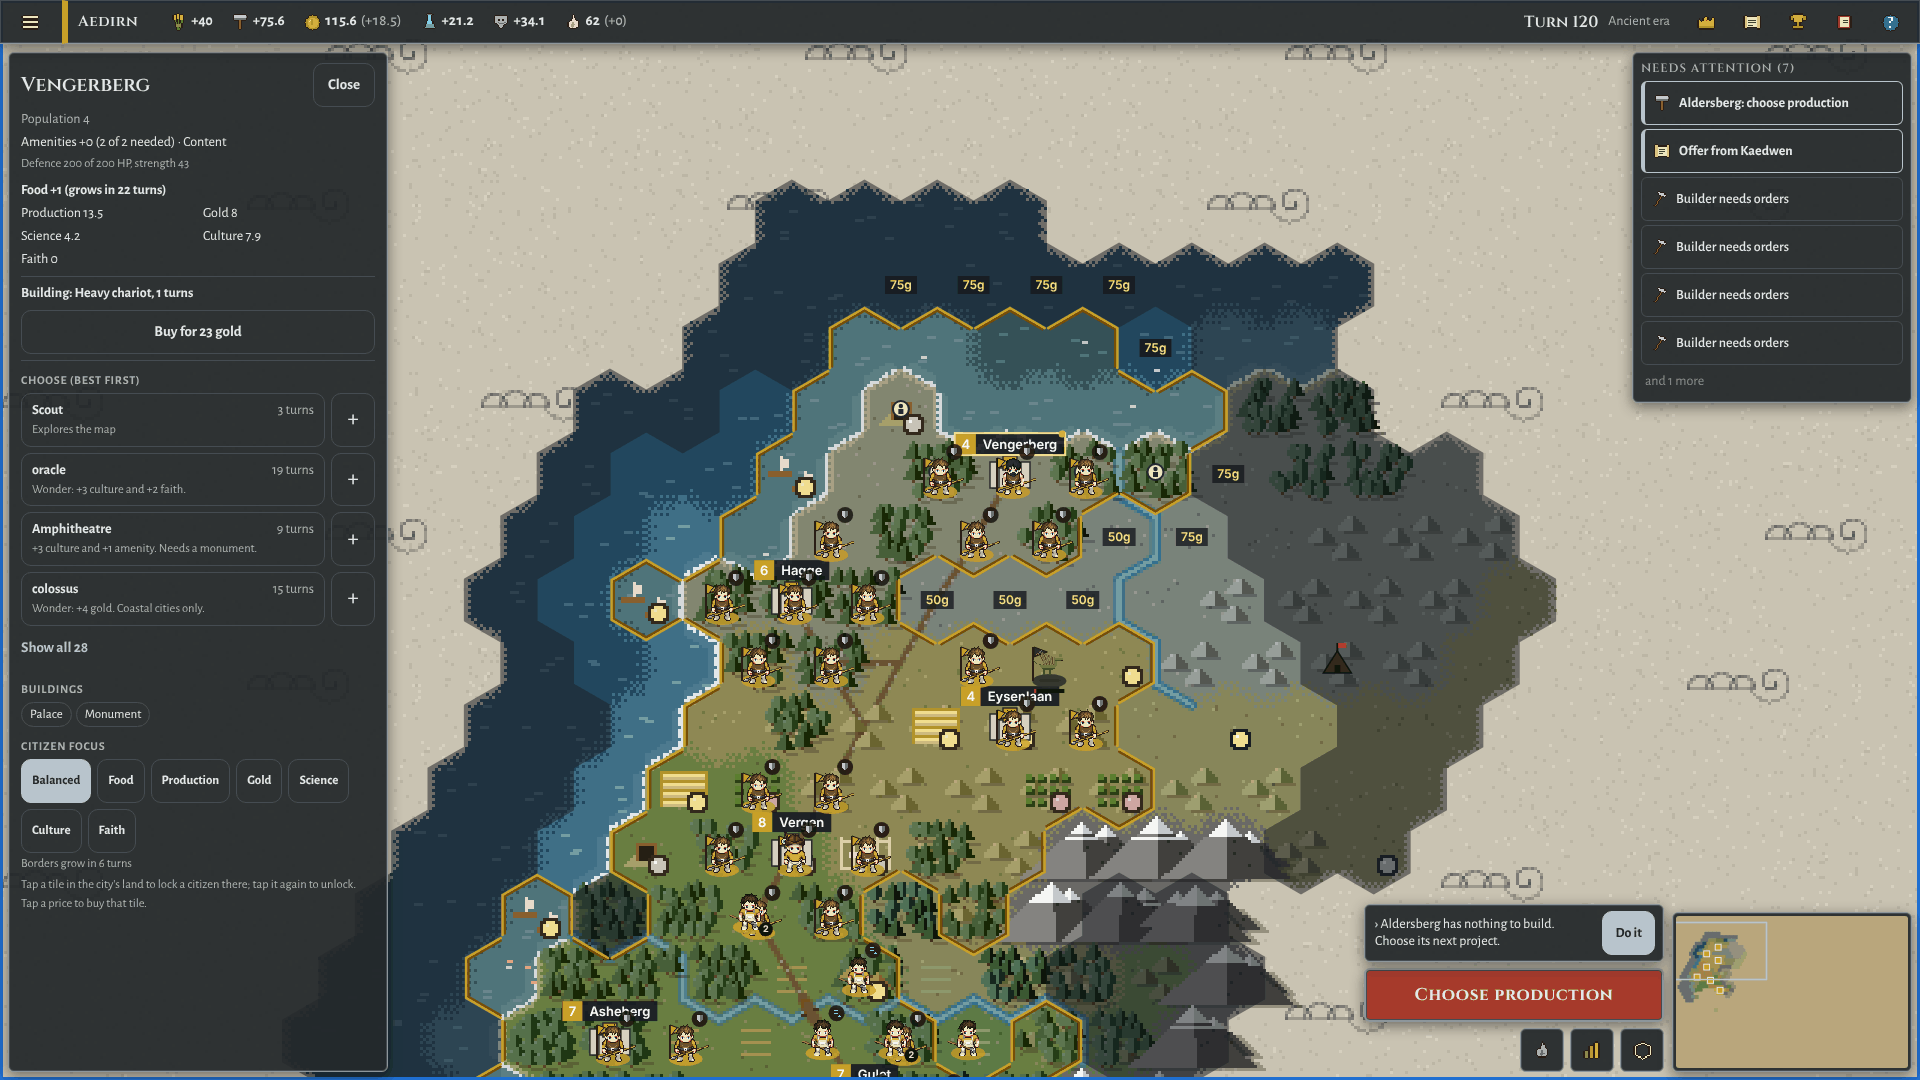 AEDIRN
+40
+75.6
115.6 (+18.5)
+21.2
+34.1
62 (+0)
TURN 120 Ancient era
VENGERBERG
Close
Population 4
Amenities +0 (2 of 2 needed) · Content
Defence 200 of 200 HP, strength 43
Food +1 (grows in 22 turns)
Production 13.5 Gold 8
Science 4.2 Culture 7.9
Faith 0
Building: Heavy chariot, 1 turns
Buy for 23 gold
CHOOSE (BEST FIRST)
Scout 3 turns
Explores the map
+
oracle 19 turns
Wonder: +3 culture and +2 faith.
+
Amphitheatre 9 turns
+3 culture and +1 amenity. Needs a monument.
+
colossus 15 turns
Wonder: +4 gold. Coastal cities only.
+
Show all 28
BUILDINGS
Palace Monument
CITIZEN FOCUS
Balanced Food Production Gold Science
Culture Faith
Borders grow in 6 turns
Tap a tile in the city's land to lock a citizen there; tap it again to unlock.
Tap a price to buy that tile.
75g 75g 75g 75g
75g
4 Vengerberg
75g
50g 75g
6 Hagge
50g 50g 50g
4 Eysenlaan
8 Vergen
2
7 Asheberg
2
7 Gulet
NEEDS ATTENTION (7)
Aldersberg: choose production
Offer from Kaedwen
Builder needs orders
Builder needs orders
Builder needs orders
Builder needs orders
and 1 more
› Aldersberg has nothing to build.
Choose its next project.
Do it
CHOOSE PRODUCTION